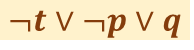 ¬t ∨ ¬p ∨ q